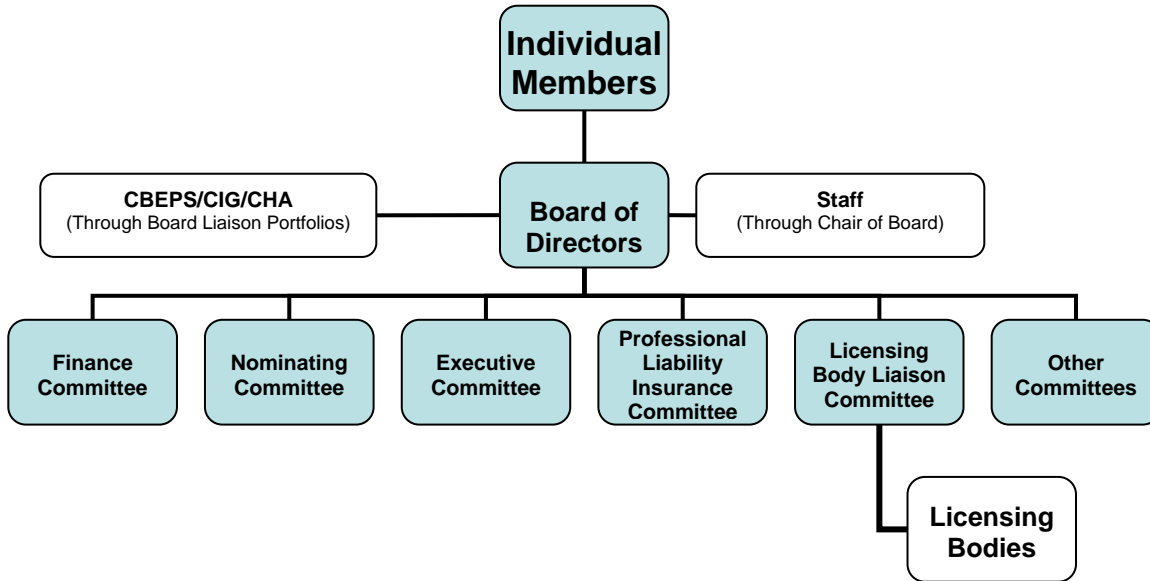 Individual
Members
CBEPS/CIG/CHA
(Through Board Liaison Portfolios)
Board of
Directors
Staff
(Through Chair of Board)
Finance
Committee
Nominating
Committee
Executive
Committee
Professional
Liability
Insurance
Committee
Licensing
Body Liaison
Committee
Other
Committees
Licensing
Bodies